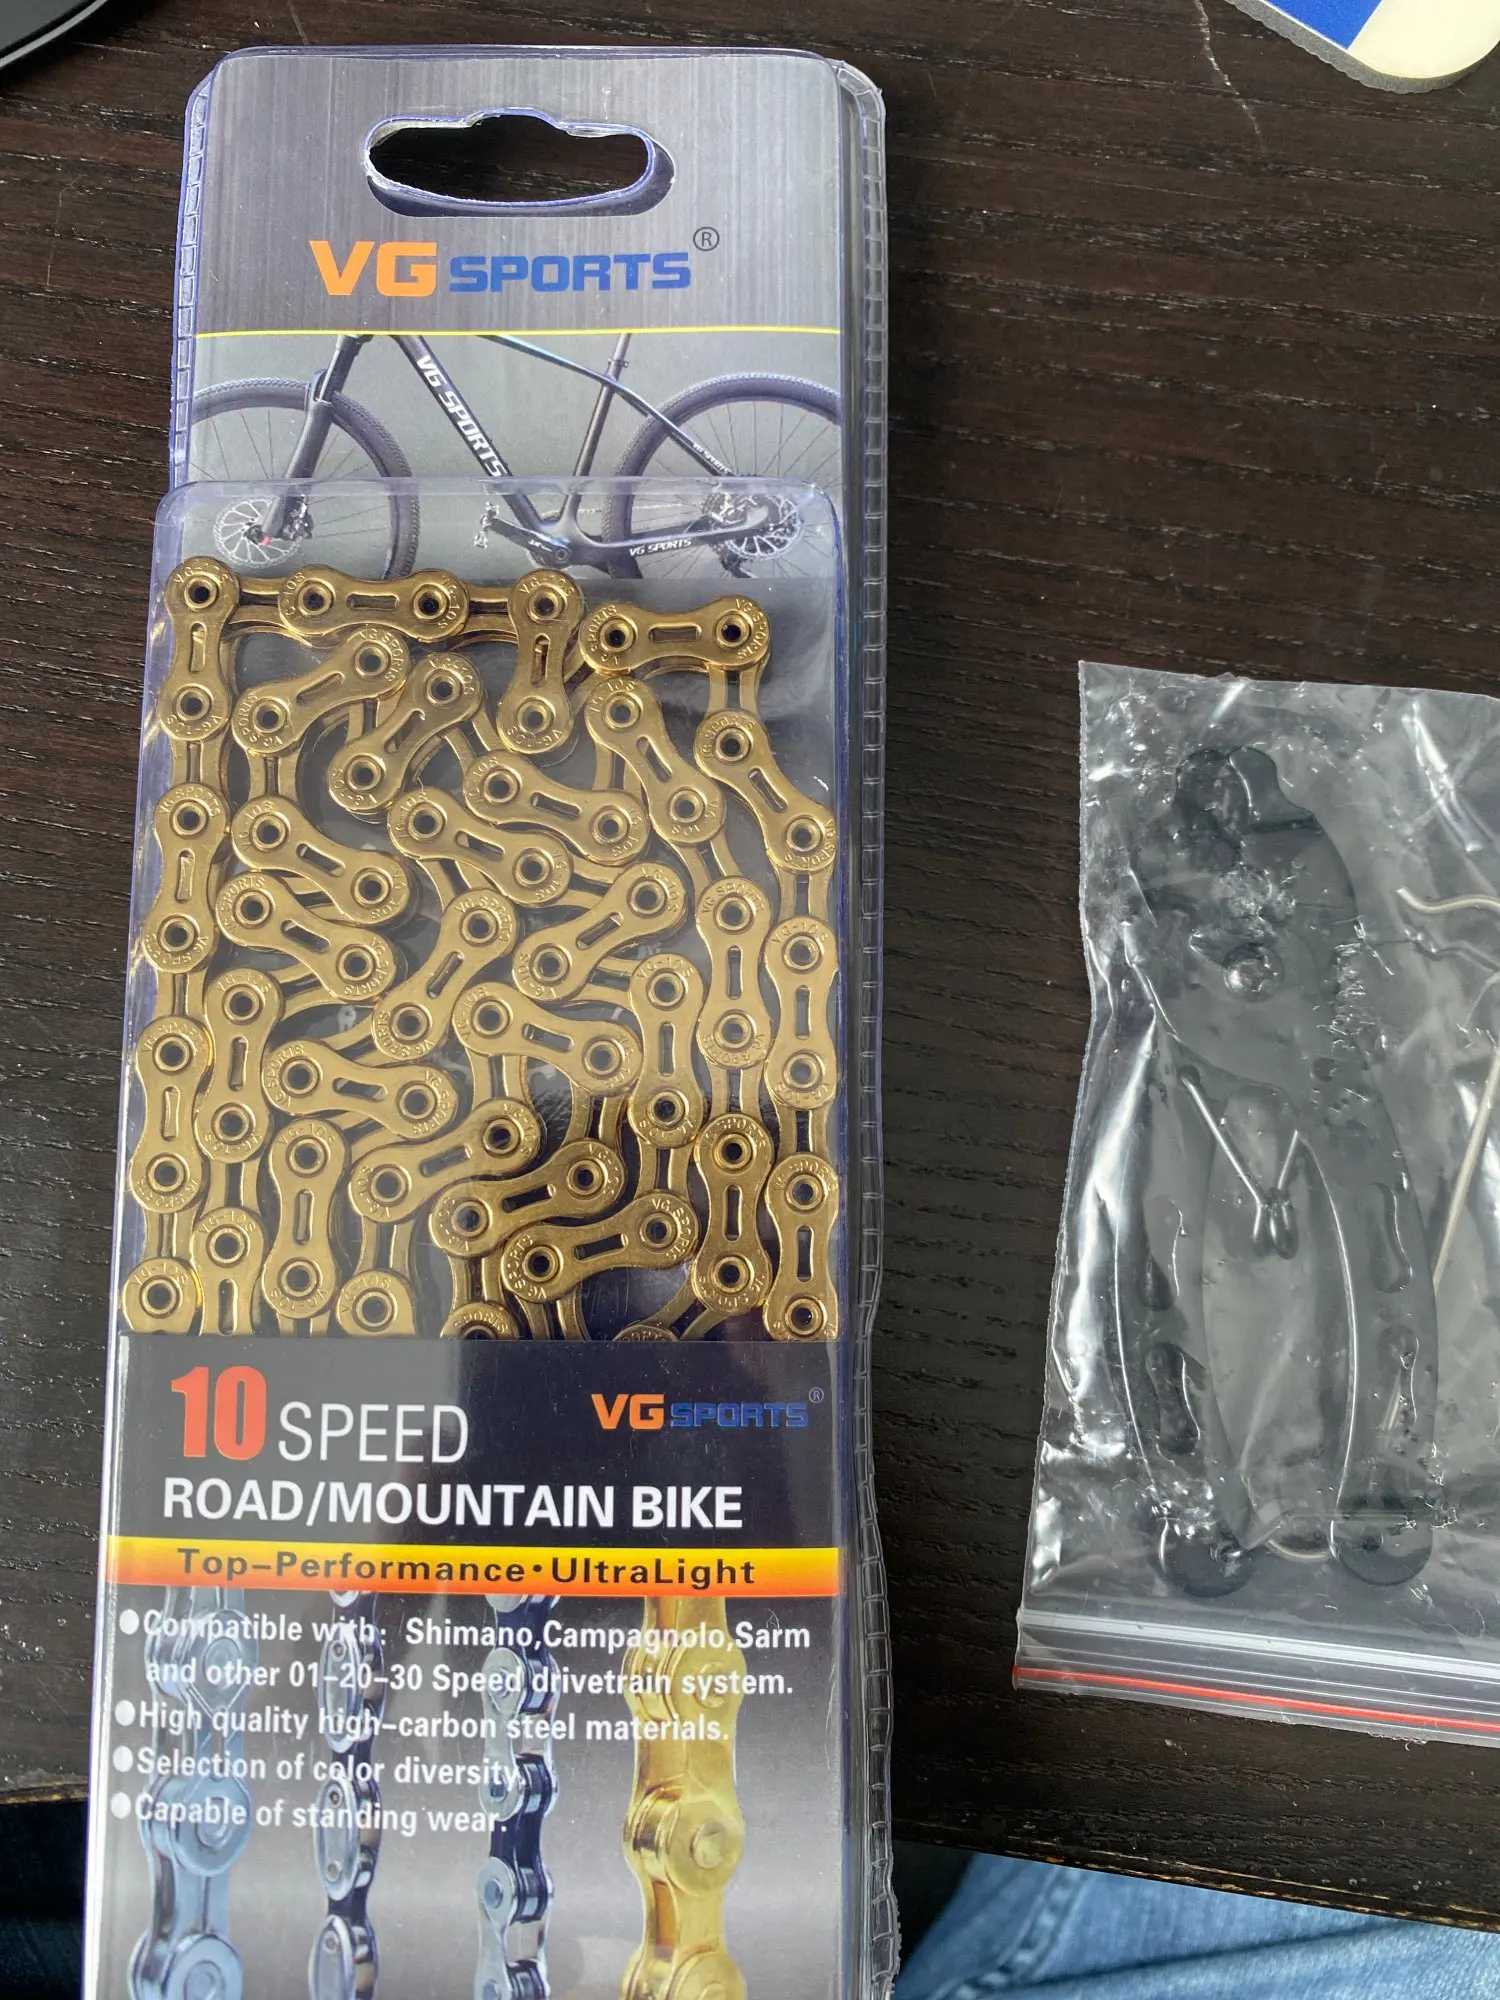 VG SPORTS®
VG SPORTS
VG SPORTS
10 SPEED
VG SPORTS®
ROAD/MOUNTAIN BIKE
Top-Performance·UltraLight
●Compatible with: Shimano,Campagnolo,Sarm
and other 01-20-30 Speed drivetrain system.
●High quality high-carbon steel materials.
●Selection of color diversity.
●Capable of standing wear.